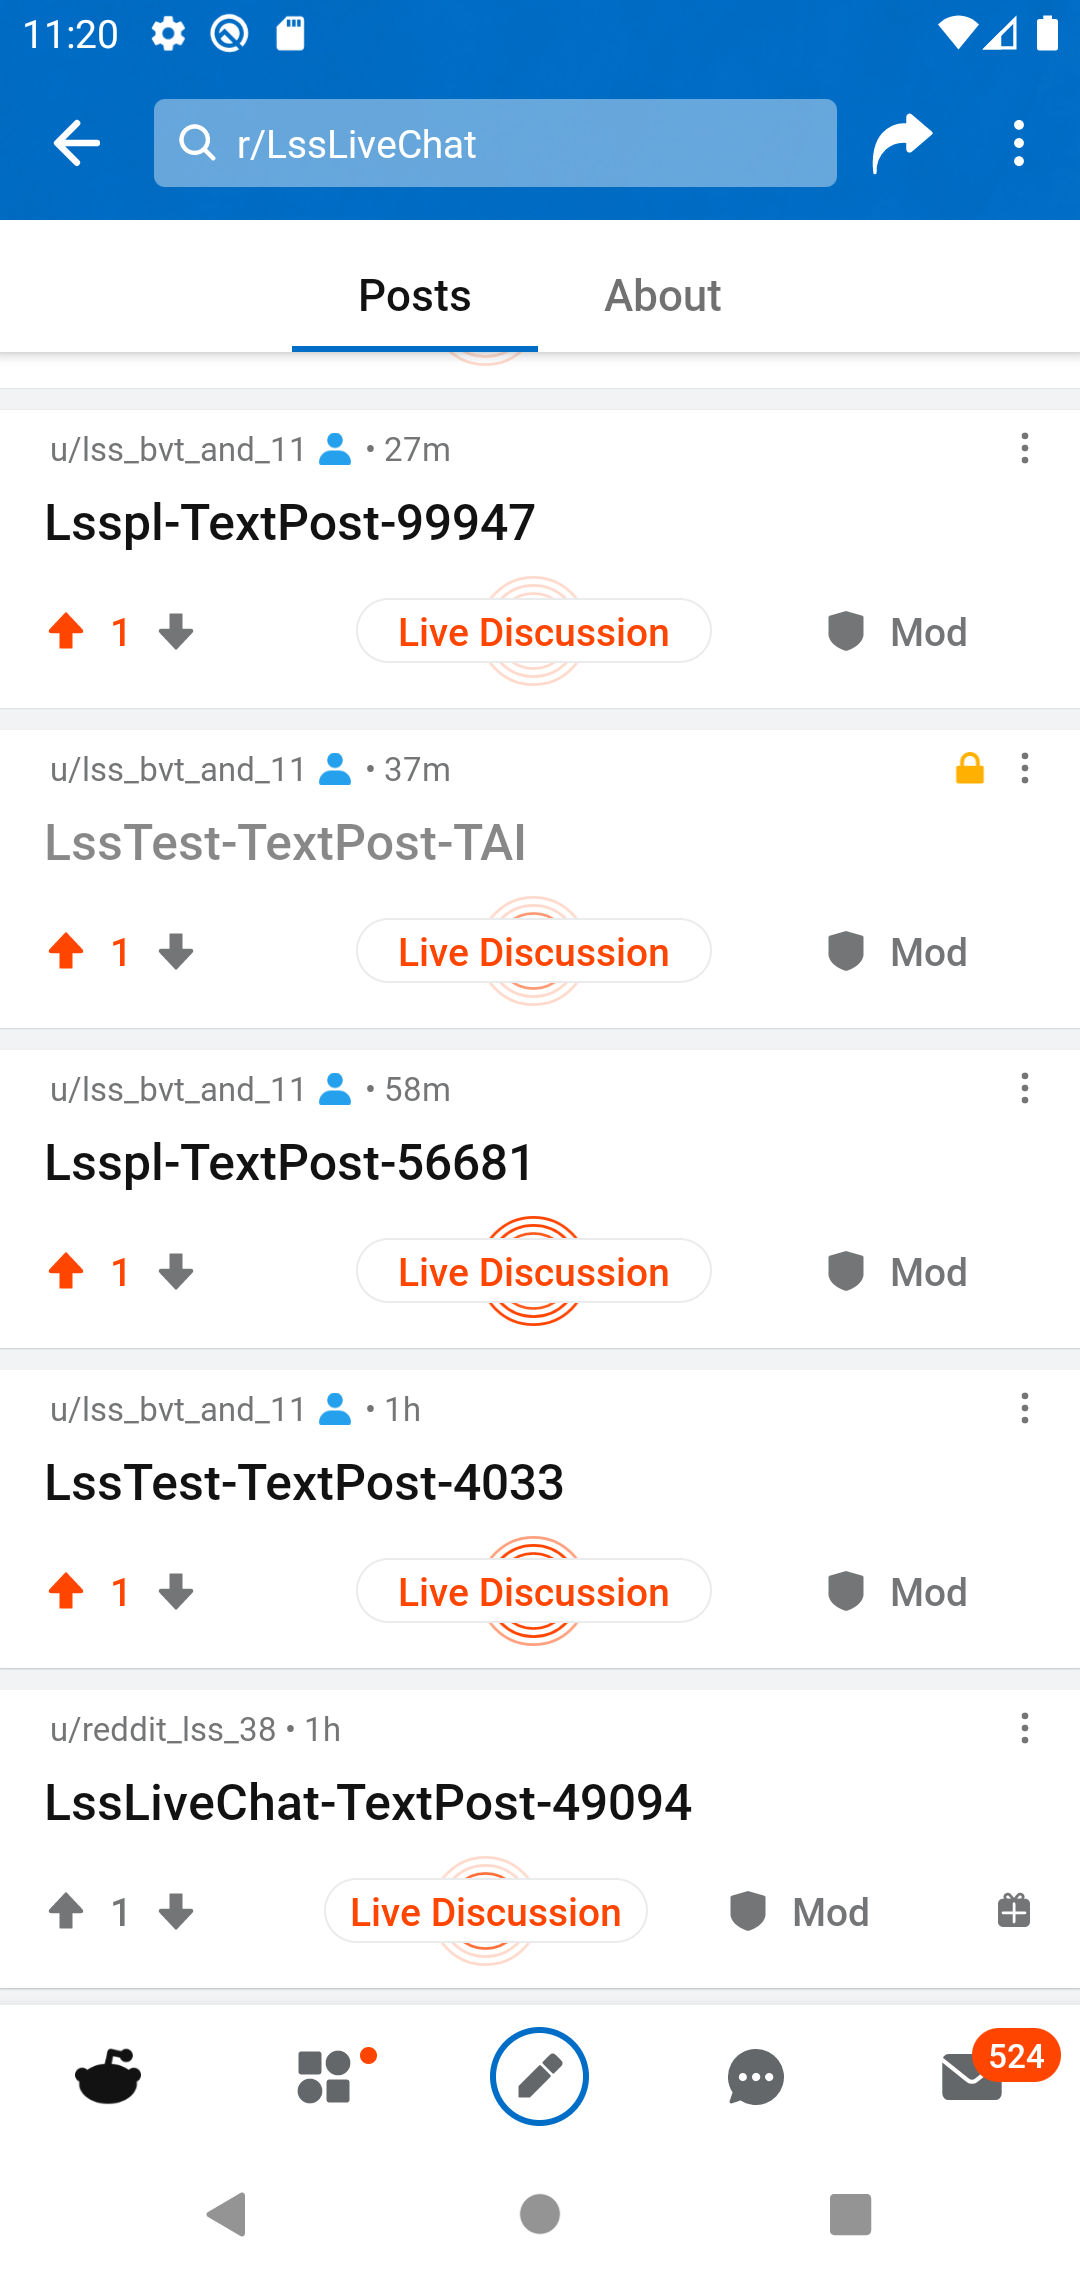 11:20
r/LssLiveChat
Posts About
u/lss_bvt_and_11 • 27m
Lsspl-TextPost-99947
1 Live Discussion Mod
u/lss_bvt_and_11 • 37m
LssTest-TextPost-TAI
1 Live Discussion Mod
u/lss_bvt_and_11 • 58m
Lsspl-TextPost-56681
1 Live Discussion Mod
u/lss_bvt_and_11 • 1h
LssTest-TextPost-4033
1 Live Discussion Mod
u/reddit_lss_38 • 1h
LssLiveChat-TextPost-49094
1 Live Discussion Mod
524